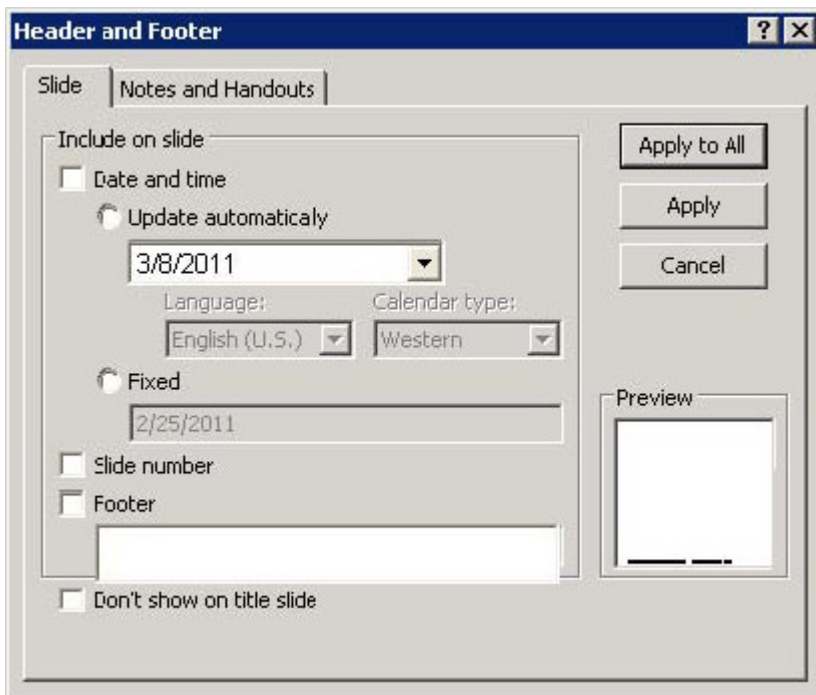 Header and Footer
Slide
Notes and Handouts
Include on slide
Date and time
Update automaticaly
3/8/2011
Language:
Calendar type:
English (U.S.)
Western
Fixed
2/25/2011
Slide number
Footer
Don't show on title slide
Apply to All
Apply
Cancel
Preview